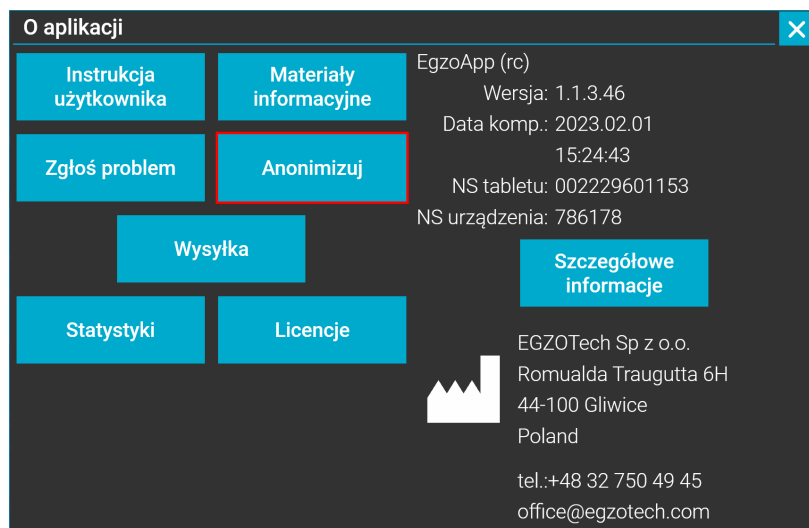 O aplikacji
Instrukcja
użytkownika
Materiały
informacyjne
Zgłoś problem
Anonimizuj
Wysyłka
Statystyki
Licencje
EgzoApp (rc)
Wersja: 1.1.3.46
Data komp.: 2023.02.01
15:24:43
NS tabletu: 002229601153
NS urządzenia: 786178
Szczegółowe
informacje
EGZOTech Sp z o.o.
Romualda Traugutta 6H
44-100 Gliwice
Poland
tel.:+48 32 750 49 45
office@egzotech.com